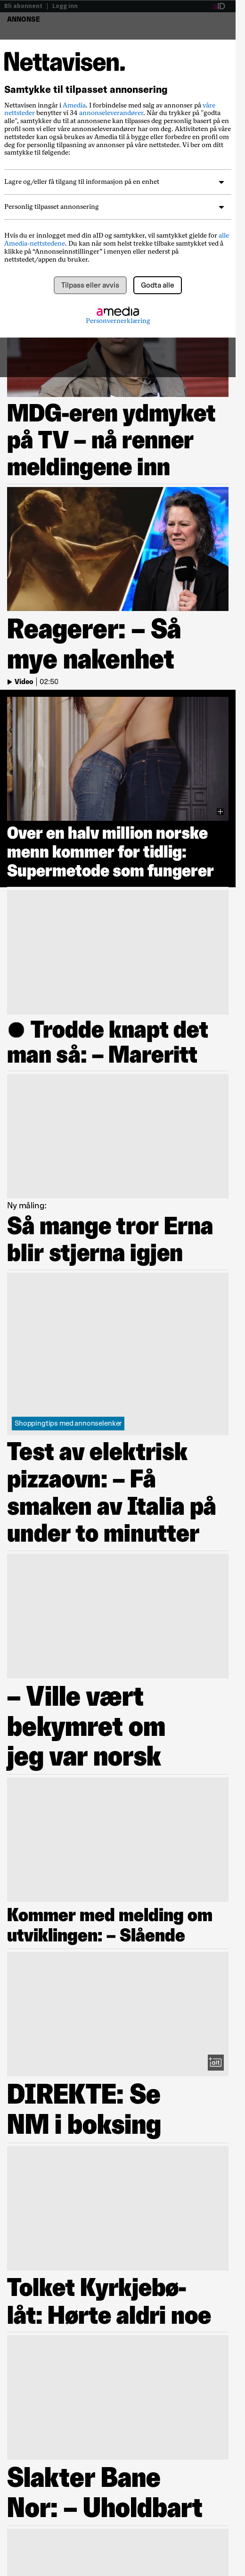 Bli abonnent | Logg inn
aID
ANNONSE
Nettavisen.
Samtykke til tilpasset annonsering
Nettavisen inngår i Amedia. I forbindelse med salg av annonser på våre
nettsteder benytter vi 34 annonseleverandører. Når du trykker på "godta
alle", samtykker du til at annonsene kan tilpasses deg personlig basert på en
profil som vi eller våre annonseleverandører har om deg. Aktiviteten på våre
nettsteder kan også brukes av Amedia til å bygge eller forbedre en profil om
deg for personlig tilpasning av annonser på våre nettsteder. Vi ber om ditt
samtykke til følgende:
Lagre og/eller få tilgang til informasjon på en enhet
Personlig tilpasset annonsering
Hvis du er innlogget med din aID og samtykker, vil samtykket gjelde for alle
Amedia-nettstedene. Du kan når som helst trekke tilbake samtykket ved å
klikke på “Annonseinnstillinger” i menyen eller nederst på
nettstedet/appen du bruker.
Tilpass eller avvis
Godta alle
amedia
Personvernerklæring
MDG-eren ydmyket
på TV – nå renner
meldingene inn
Reagerer: – Så
mye nakenhet
Video | 02:50
Over en halv million norske
menn kommer for tidlig:
Supermetode som fungerer
● Trodde knapt det
man så: – Mareritt
Ny måling:
Så mange tror Erna
blir stjerna igjen
Shoppingtips med annonselenker
Test av elektrisk
pizzaovn: – Få
smaken av Italia på
under to minutter
– Ville vært
bekymret om
jeg var norsk
Kommer med melding om
utviklingen: – Slående
alt
DIREKTE: Se
NM i boksing
Tolket Kyrkjebø-
låt: Hørte aldri noe
Slakter Bane
Nor: – Uholdbart